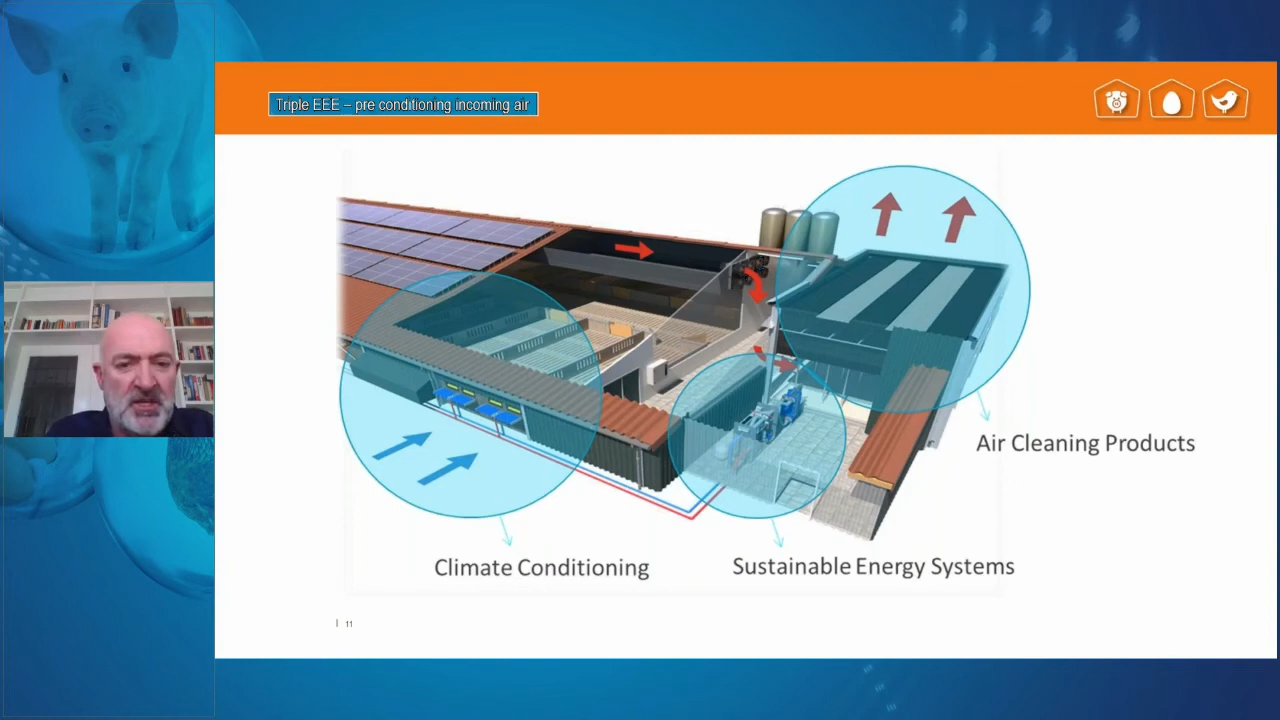 Triple EEE – pre conditioning incoming air
Air Cleaning Products
Climate Conditioning
Sustainable Energy Systems
| 11